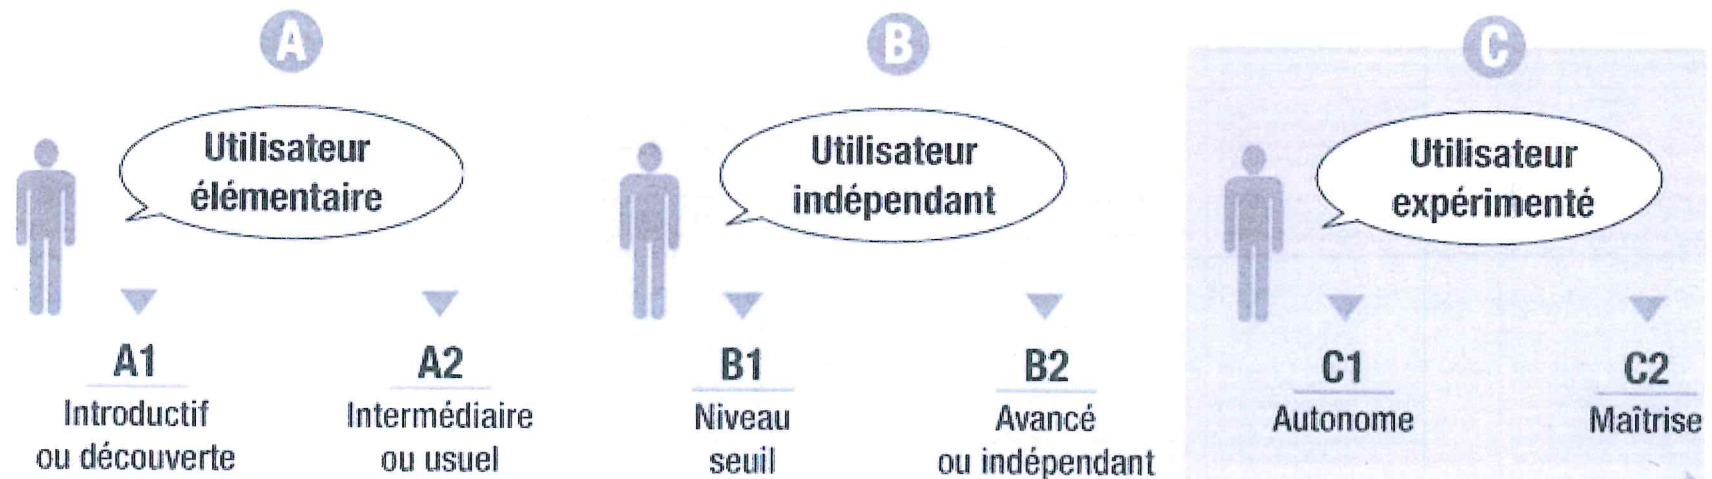 A
Utilisateur
élémentaire
A1
Introductif
ou découverte
A2
Intermédiaire
ou usuel
B
Utilisateur
indépendant
B1
Niveau
seuil
B2
Avancé
ou indépendant
C
Utilisateur
expérimenté
C1
Autonome
C2
Maîtrise